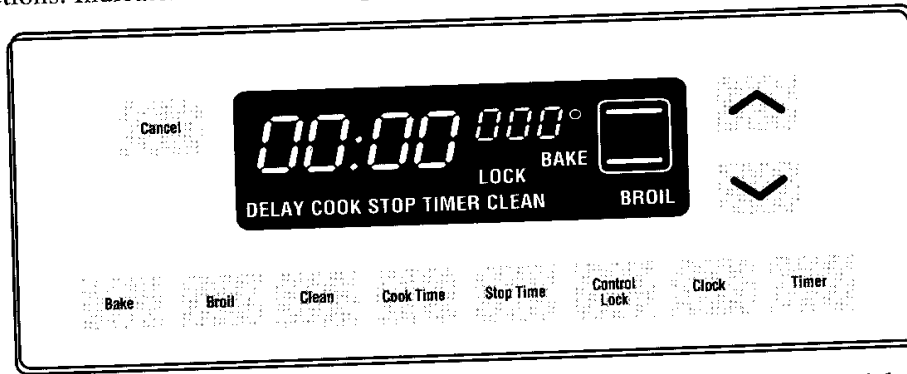 Cancel
00:00 000°
BAKE
LOCK
DELAY COOK STOP TIMER CLEAN BROIL
Bake Broil Clean Cook Time Stop Time Control Lock Clock Timer